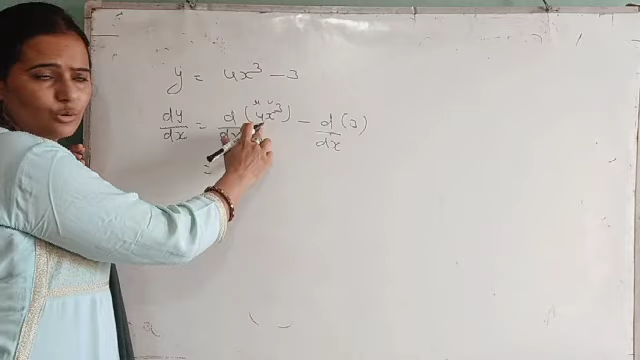 y = 4x³ - 3
dy/dx = d/dx (4x³) - d/dx (3)
=